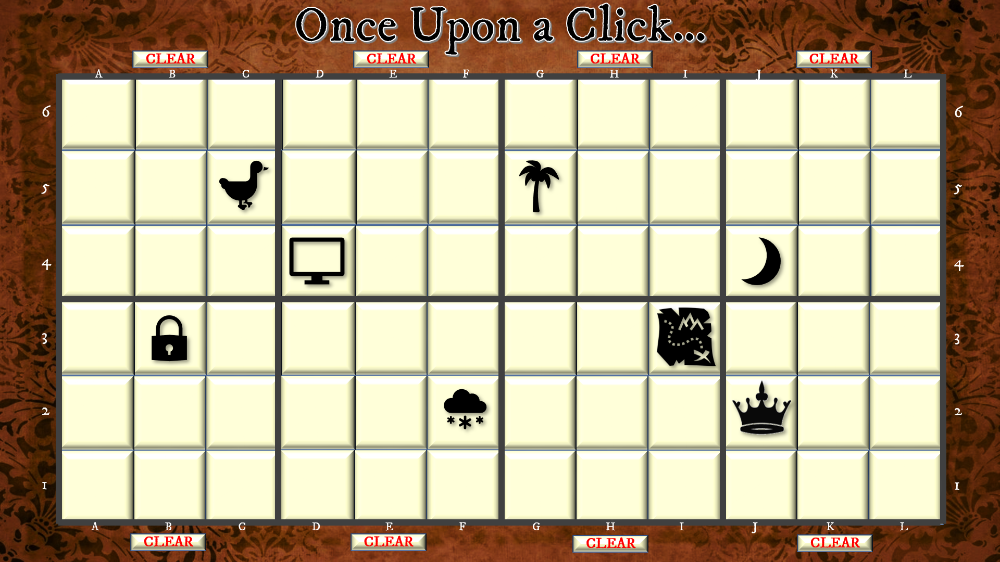 Once Upon a Click...
CLEAR CLEAR CLEAR CLEAR
A B C D E F G H I J K L
6 6
5 5
4 4
3 3
2 2
1 1
A B C D E F G H I J K L
CLEAR CLEAR CLEAR CLEAR